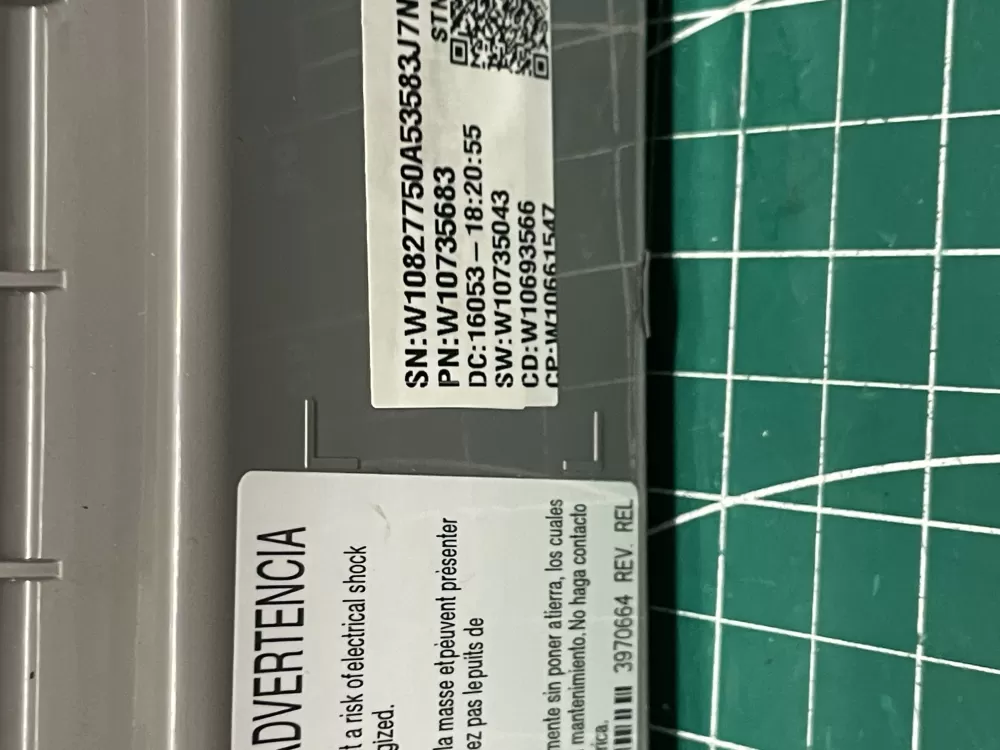 SN:W10827750A53583J7N
PN:W10735683
DC:16053-18:20:55
SW:W10735043
CD:W10693566
CP:W10661547
STN
ADVERTENCIA
t a risk of electrical shock
gized.
la masse et peuvent présenter
ez pas le puits de
mente sin poner a tierra, los cuales
mantenimiento. No haga contacto
rica.
3970664 REV. REL